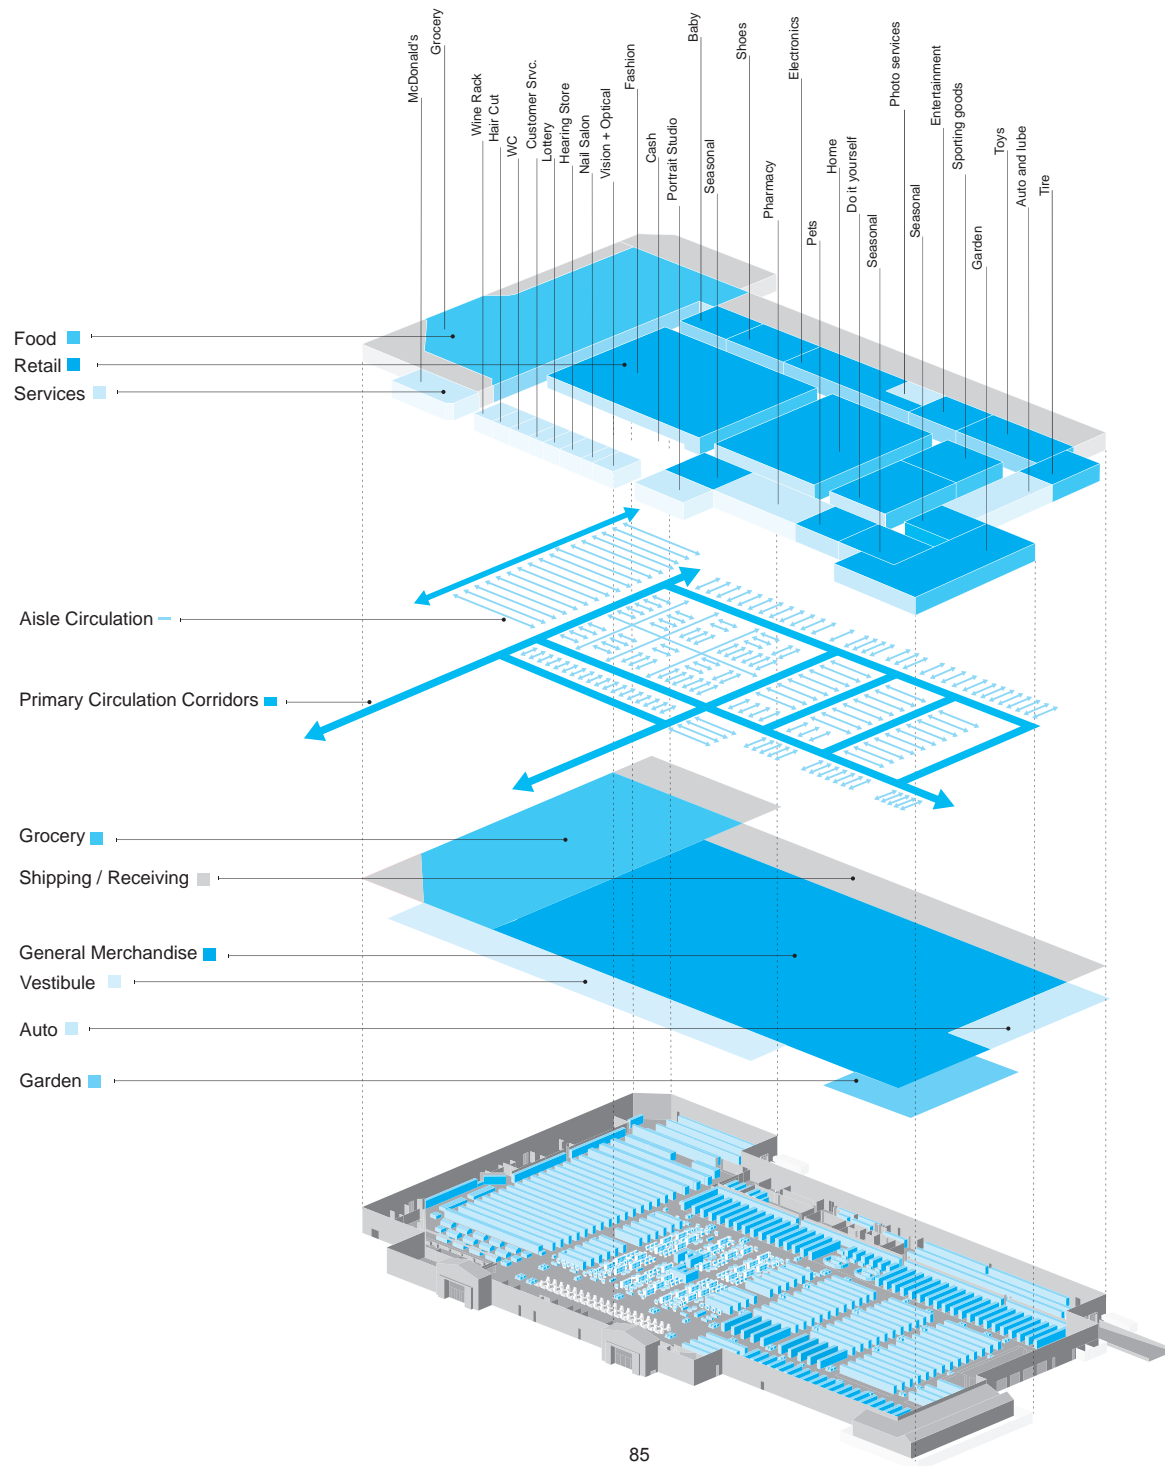 McDonald's
Grocery
Wine Rack
Hair Cut
WC
Customer Srvc.
Lottery
Hearing Store
Nail Salon
Vision + Optical
Fashion
Cash
Portrait Studio
Baby
Seasonal
Shoes
Pharmacy
Electronics
Pets
Home
Do it yourself
Seasonal
Photo services
Seasonal
Entertainment
Sporting goods
Garden
Toys
Auto and lube
Tire
Food
Retail
Services
Aisle Circulation
Primary Circulation Corridors
Grocery
Shipping / Receiving
General Merchandise
Vestibule
Auto
Garden
85